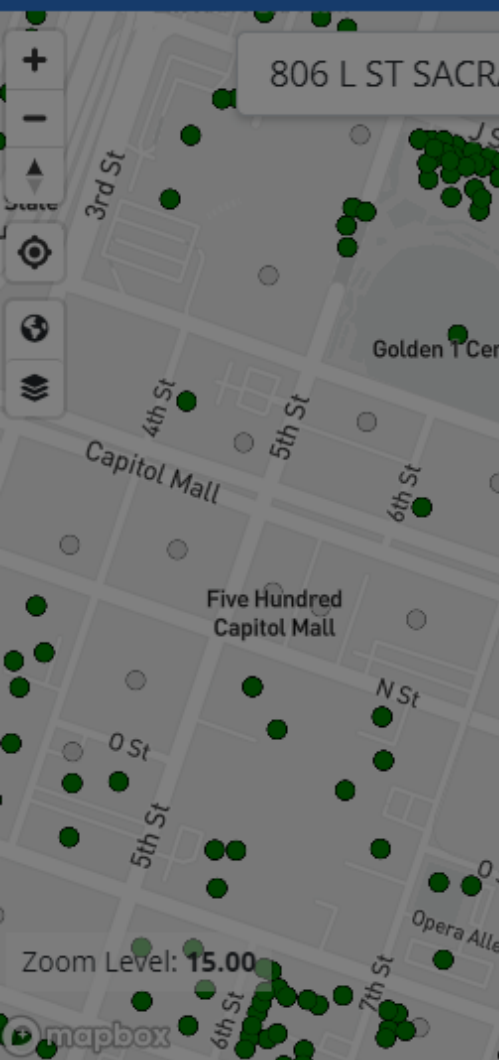 806 L ST SACRA
J S
3rd St
State
Golden 1 Cen
4th St
5th St
Capitol Mall
6th St
Five Hundred
Capitol Mall
N St
O St
5th St
O S
Opera Alle
Zoom Level: 15.00
7th St
6th St
mapbox